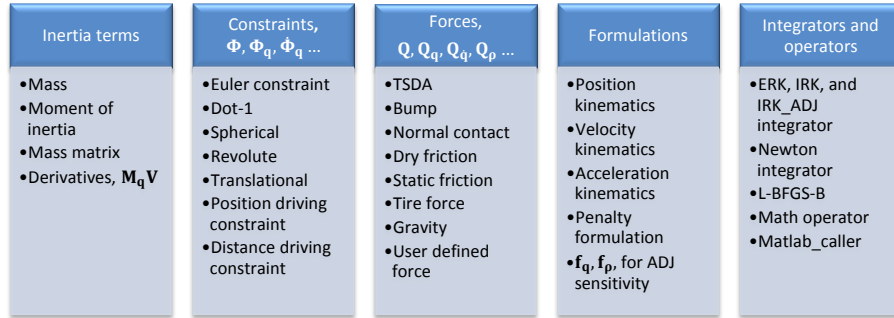 Inertia terms
•Mass
•Moment of
inertia
•Mass matrix
•Derivatives, M_qV
Constraints,
Φ, Φ_q, Φ̇_q ...
•Euler constraint
•Dot-1
•Spherical
•Revolute
•Translational
•Position driving
constraint
•Distance driving
constraint
Forces,
Q, Q_q, Q_q̇, Q_ρ ...
•TSDA
•Bump
•Normal contact
•Dry friction
•Static friction
•Tire force
•Gravity
•User defined
force
Formulations
•Position
kinematics
•Velocity
kinematics
•Acceleration
kinematics
•Penalty
formulation
•f_q, f_ρ, for ADJ
sensitivity
Integrators and
operators
•ERK, IRK, and
IRK_ADJ
integrator
•Newton
integrator
•L-BFGS-B
•Math operator
•Matlab_caller